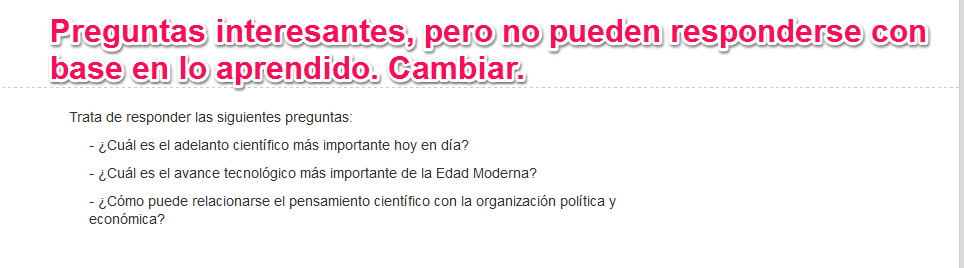 Preguntas interesantes, pero no pueden responderse con
base en lo aprendido. Cambiar.
Trata de responder las siguientes preguntas:
- ¿Cuál es el adelanto científico más importante hoy en día?
- ¿Cuál es el avance tecnológico más importante de la Edad Moderna?
- ¿Cómo puede relacionarse el pensamiento científico con la organización política y
económica?